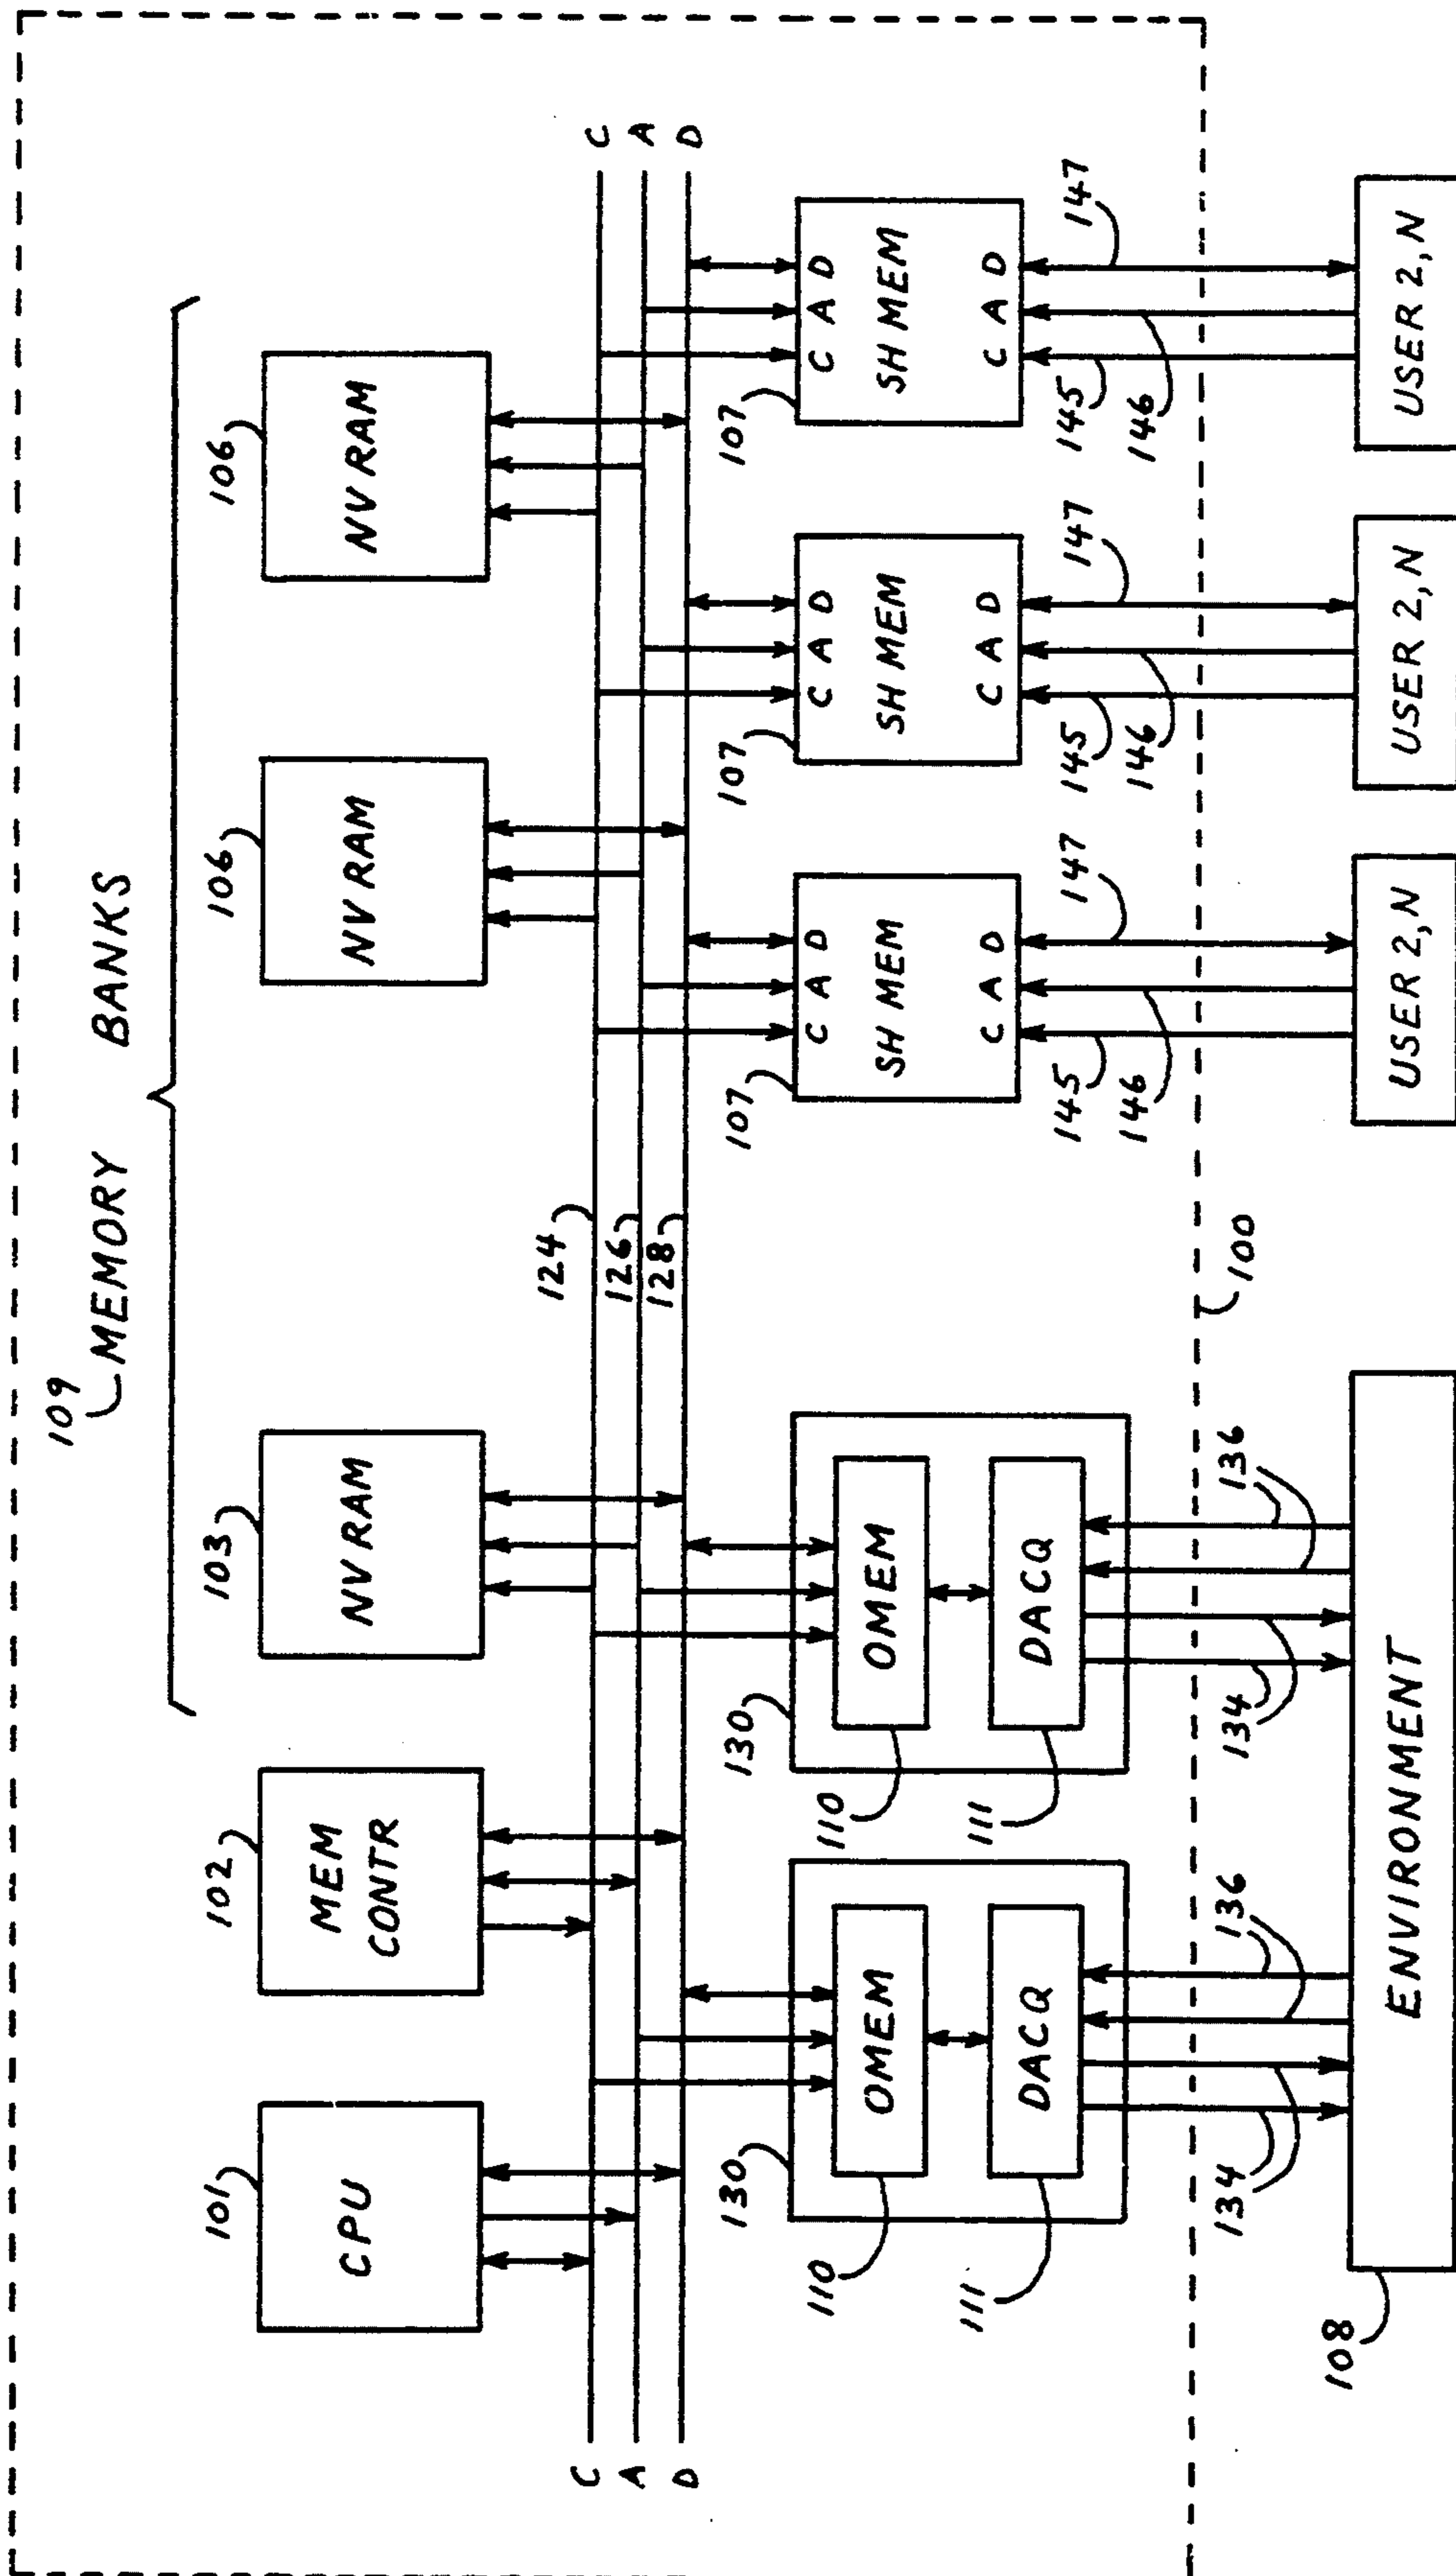 109 MEMORY BANKS
101
CPU
102
MEM
CONTR
103
NV RAM
106
NV RAM
106
NV RAM
C
A
D
124
126
128
C
A
D
130
OMEM
110
DACQ
111
130
OMEM
110
DACQ
111
107
C A D
SH MEM
C A D
107
C A D
SH MEM
C A D
107
C A D
SH MEM
C A D
134
136
134
136
100
145
146
147
145
146
147
145
146
147
108
ENVIRONMENT
USER 2, N
USER 2, N
USER 2, N